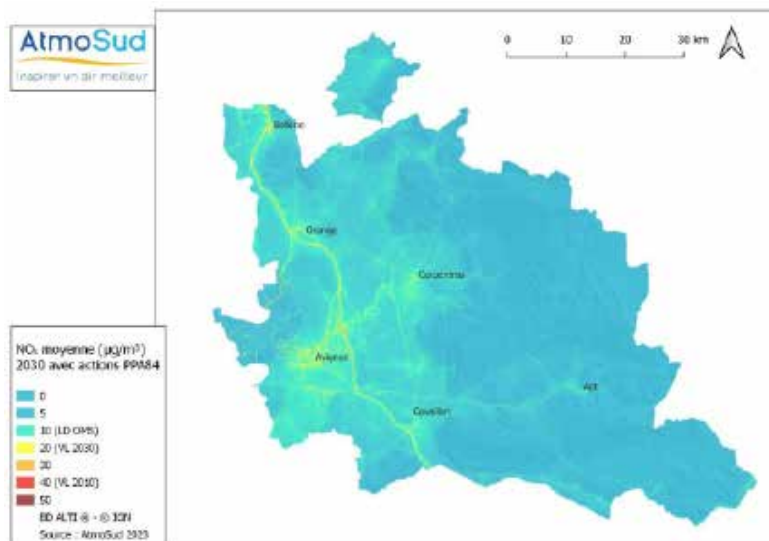 AtmoSud
Inspirer un air meilleur
0 10 20 30 km
Bollène
Orange
Carpentras
Avignon
Cavaillon
Apt
NO₂ moyenne (µg/m³)
2030 avec actions PPA84
0
5
10 (LD OMS)
20 (VL 2030)
30
40 (VL 2010)
50
BD ALTI ® - © IGN
Source : AtmoSud 2023